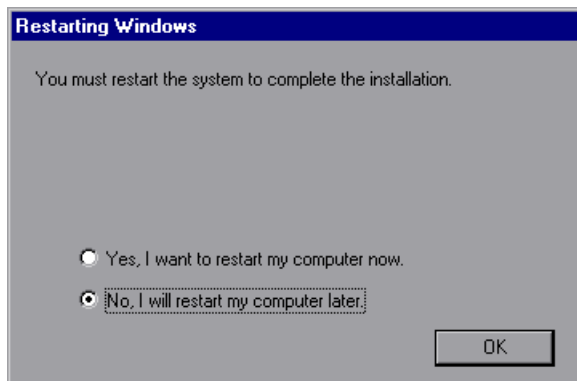 Restarting Windows
You must restart the system to complete the installation.
Yes, I want to restart my computer now.
No, I will restart my computer later.
OK